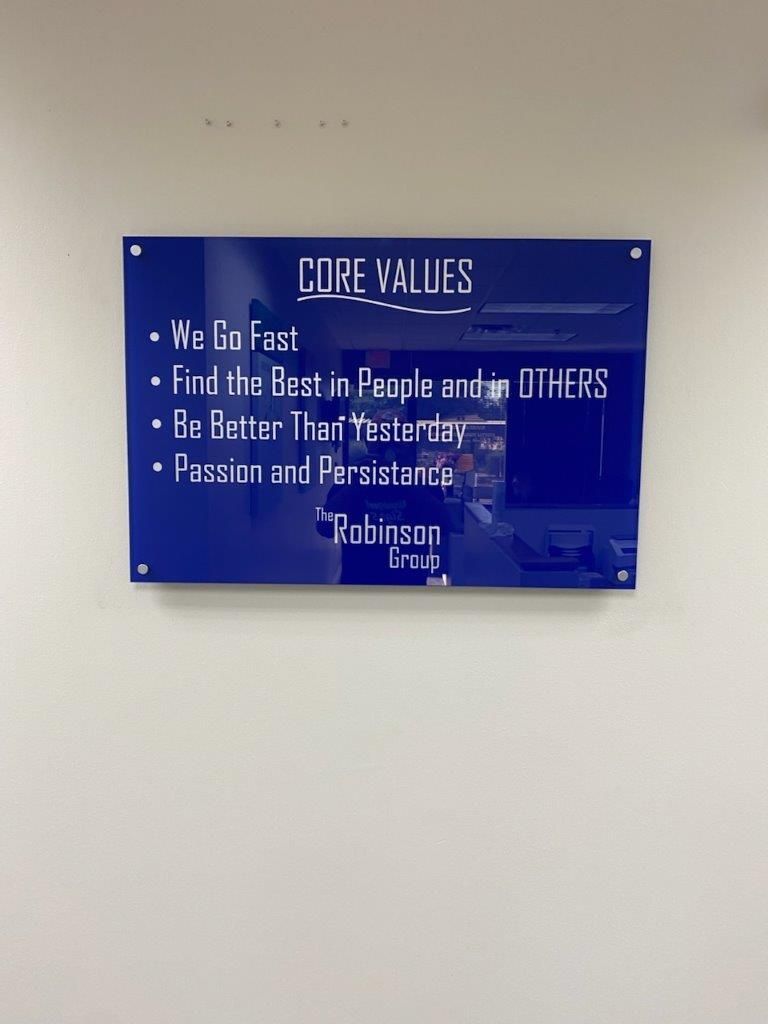 CORE VALUES
• We Go Fast
• Find the Best in People and in OTHERS
• Be Better Than Yesterday
• Passion and Persistance
The
Robinson
Group